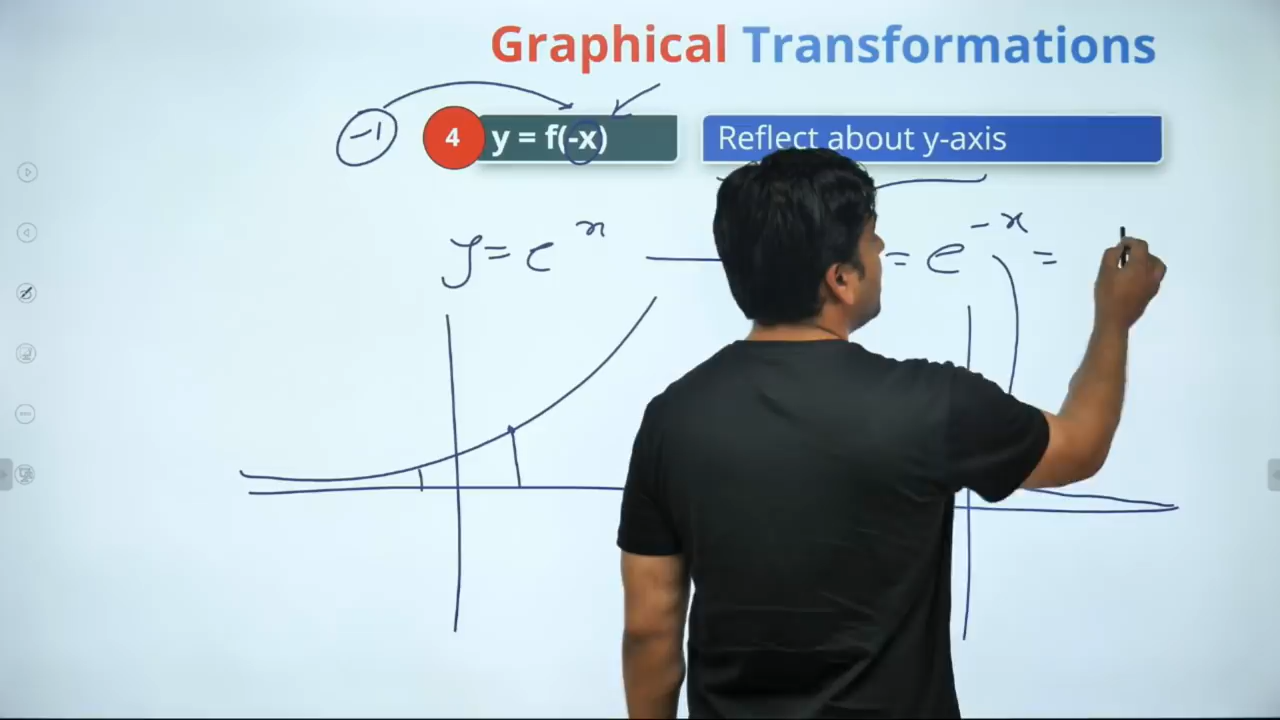 Graphical Transformations
-1
4 y = f(-x) Reflect about y-axis
y = e^x = e^-x =